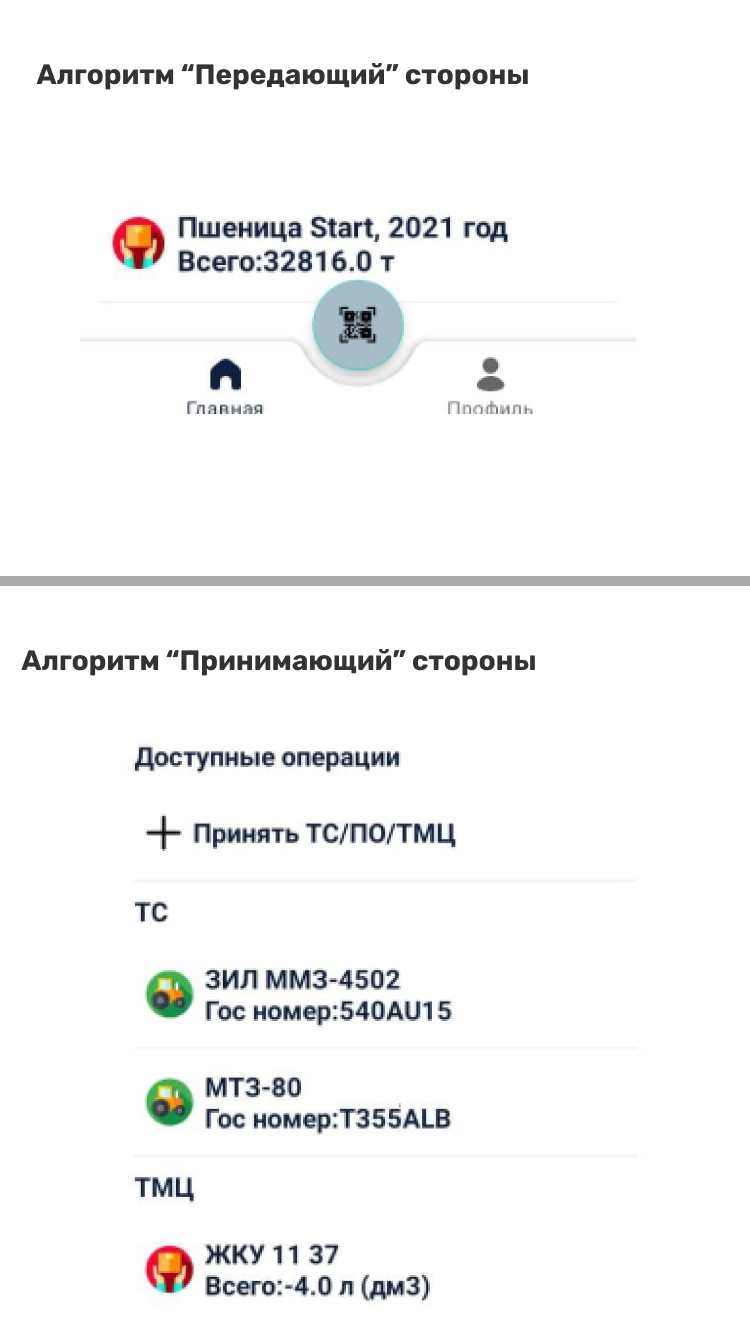 Алгоритм “Передающий” стороны
Пшеница Start, 2021 год
Всего:32816.0 т
Главная
Профиль
Алгоритм “Принимающий” стороны
Доступные операции
Принять ТС/ПО/ТМЦ
ТС
ЗИЛ ММЗ-4502
Гос номер:540AU15
МТЗ-80
Гос номер:T355ALB
ТМЦ
ЖКУ 11 37
Всего:-4.0 л (дм3)